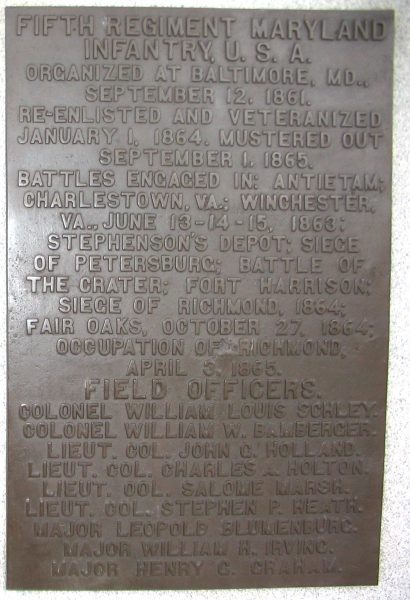 FIFTH REGIMENT MARYLAND
INFANTRY, U. S. A.
ORGANIZED AT BALTIMORE, MD.,
SEPTEMBER 12, 1861.
RE-ENLISTED AND VETERANIZED
JANUARY 1, 1864. MUSTERED OUT
SEPTEMBER 1, 1865.
BATTLES ENGAGED IN: ANTIETAM;
CHARLESTOWN, VA.; WINCHESTER,
VA., JUNE 13-14-15, 1863;
STEPHENSON'S DEPOT; SIEGE
OF PETERSBURG; BATTLE OF
THE CRATER; FORT HARRISON;
SIEGE OF RICHMOND, 1864;
FAIR OAKS, OCTOBER 27, 1864;
OCCUPATION OF RICHMOND,
APRIL 3, 1865.
FIELD OFFICERS.
COLONEL WILLIAM LOUIS SCHLEY.
COLONEL WILLIAM W. BAMBERGER.
LIEUT. COL. JOHN C. HOLLAND.
LIEUT. COL. CHARLES A. HOLTON.
LIEUT. COL. SALOME MARSH.
LIEUT. COL. STEPHEN P. HEATH.
MAJOR LEOPOLD BLUMENBURG.
MAJOR WILLIAM H. IRVING.
MAJOR HENRY G. GRAHAM.